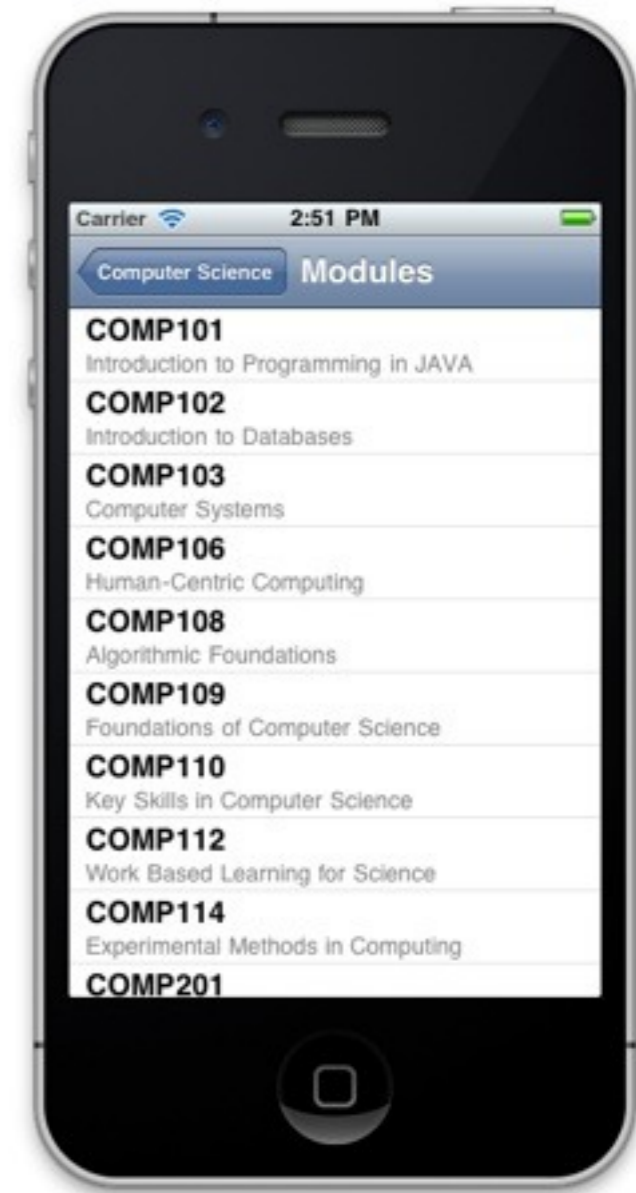 Carrier 2:51 PM
Computer Science Modules
COMP101
Introduction to Programming in JAVA
COMP102
Introduction to Databases
COMP103
Computer Systems
COMP106
Human-Centric Computing
COMP108
Algorithmic Foundations
COMP109
Foundations of Computer Science
COMP110
Key Skills in Computer Science
COMP112
Work Based Learning for Science
COMP114
Experimental Methods in Computing
COMP201